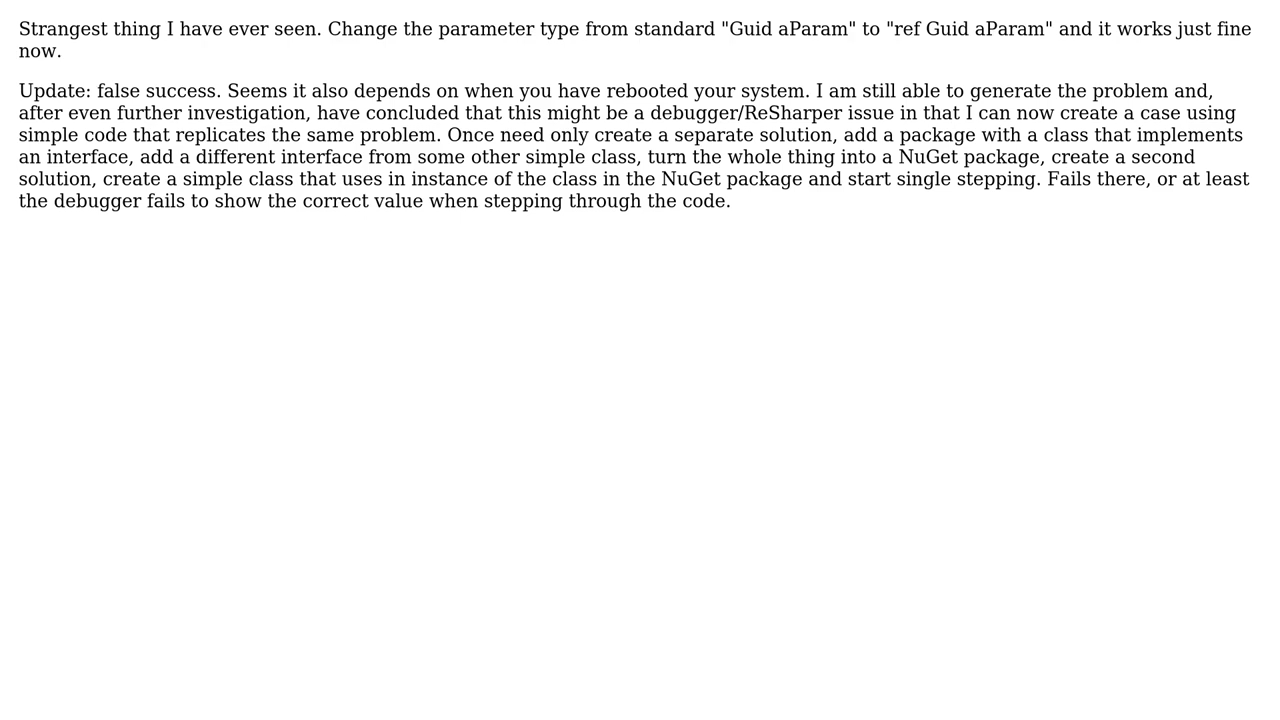 Strangest thing I have ever seen. Change the parameter type from standard "Guid aParam" to "ref Guid aParam" and it works just fine
now.
Update: false success. Seems it also depends on when you have rebooted your system. I am still able to generate the problem and,
after even further investigation, have concluded that this might be a debugger/ReSharper issue in that I can now create a case using
simple code that replicates the same problem. Once need only create a separate solution, add a package with a class that implements
an interface, add a different interface from some other simple class, turn the whole thing into a NuGet package, create a second
solution, create a simple class that uses in instance of the class in the NuGet package and start single stepping. Fails there, or at least
the debugger fails to show the correct value when stepping through the code.